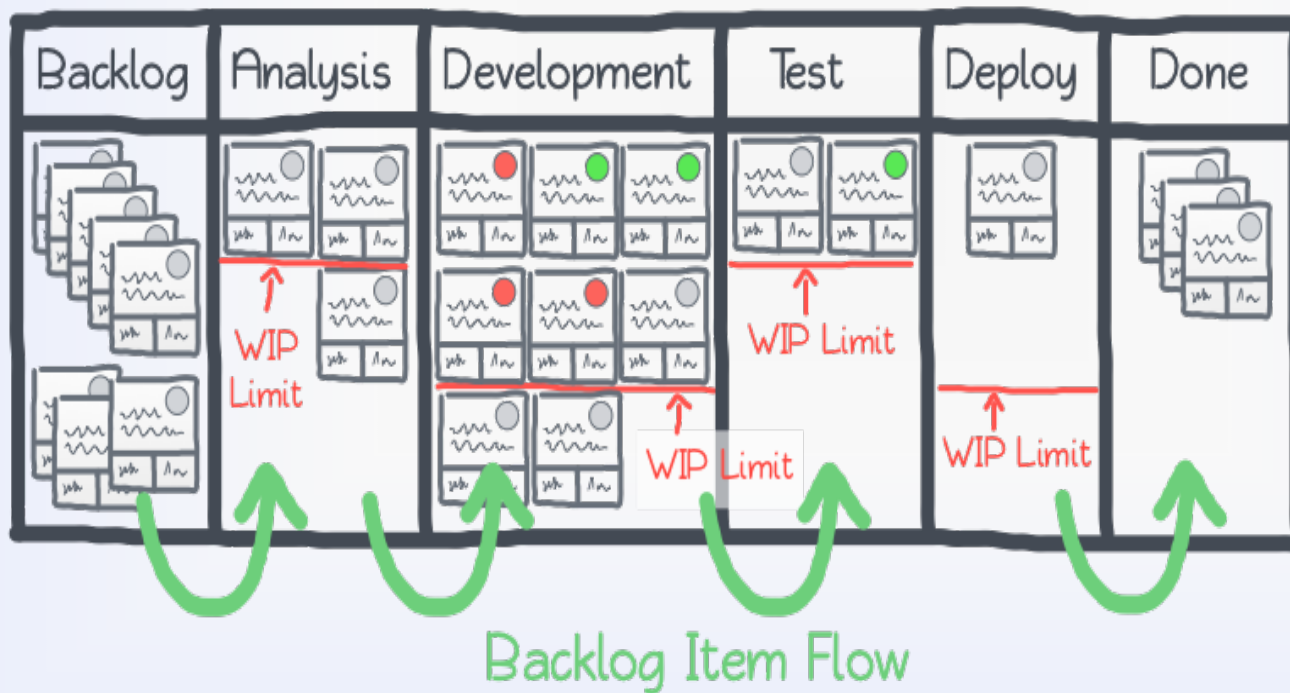 Backlog
Analysis
Development
Test
Deploy
Done
WIP
Limit
WIP Limit
WIP Limit
WIP Limit
Backlog Item Flow